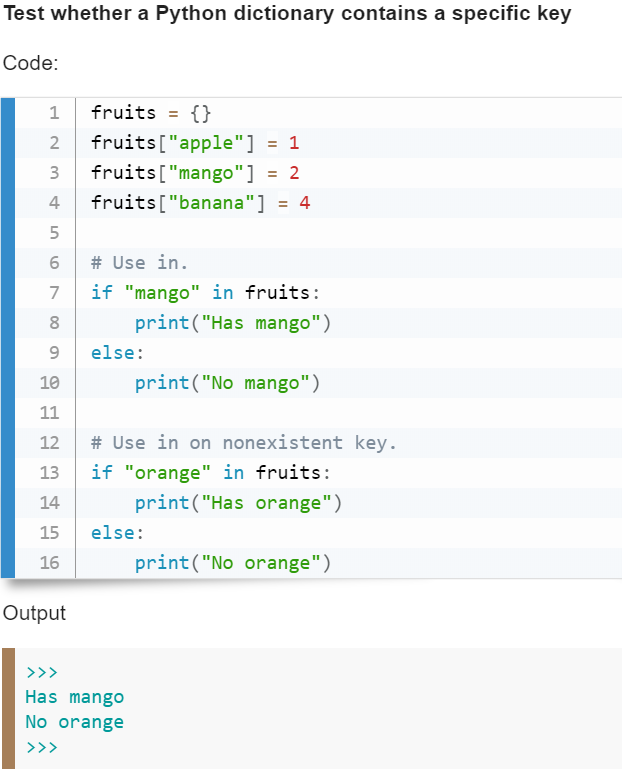 Test whether a Python dictionary contains a specific key
Code:
1 fruits = {}
2 fruits["apple"] = 1
3 fruits["mango"] = 2
4 fruits["banana"] = 4
5
6 # Use in.
7 if "mango" in fruits:
8     print("Has mango")
9 else:
10     print("No mango")
11
12 # Use in on nonexistent key.
13 if "orange" in fruits:
14     print("Has orange")
15 else:
16     print("No orange")
Output
>>>
Has mango
No orange
>>>